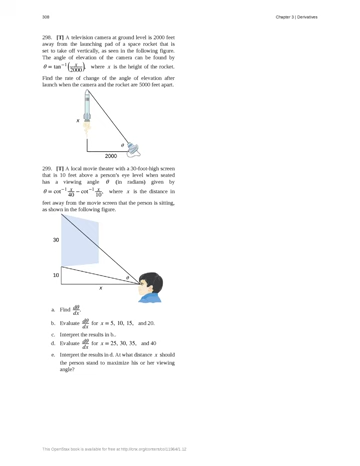 308
Chapter 3 | Derivatives
298. [T] A television camera at ground level is 2000 feet
away from the launching pad of a space rocket that is
set to take off vertically, as seen in the following figure.
The angle of elevation of the camera can be found by
θ = tan⁻¹(x/2000), where x is the height of the rocket.
Find the rate of change of the angle of elevation after
launch when the camera and the rocket are 5000 feet apart.
x
θ
2000
299. [T] A local movie theater with a 30-foot-high screen
that is 10 feet above a person's eye level when seated
has a viewing angle θ (in radians) given by
θ = cot⁻¹ x/40 − cot⁻¹ x/10, where x is the distance in
feet away from the movie screen that the person is sitting,
as shown in the following figure.
30
10
θ
x
a. Find dθ/dx.
b. Evaluate dθ/dx for x = 5, 10, 15, and 20.
c. Interpret the results in b..
d. Evaluate dθ/dx for x = 25, 30, 35, and 40
e. Interpret the results in d. At what distance x should
the person stand to maximize his or her viewing
angle?
This OpenStax book is available for free at